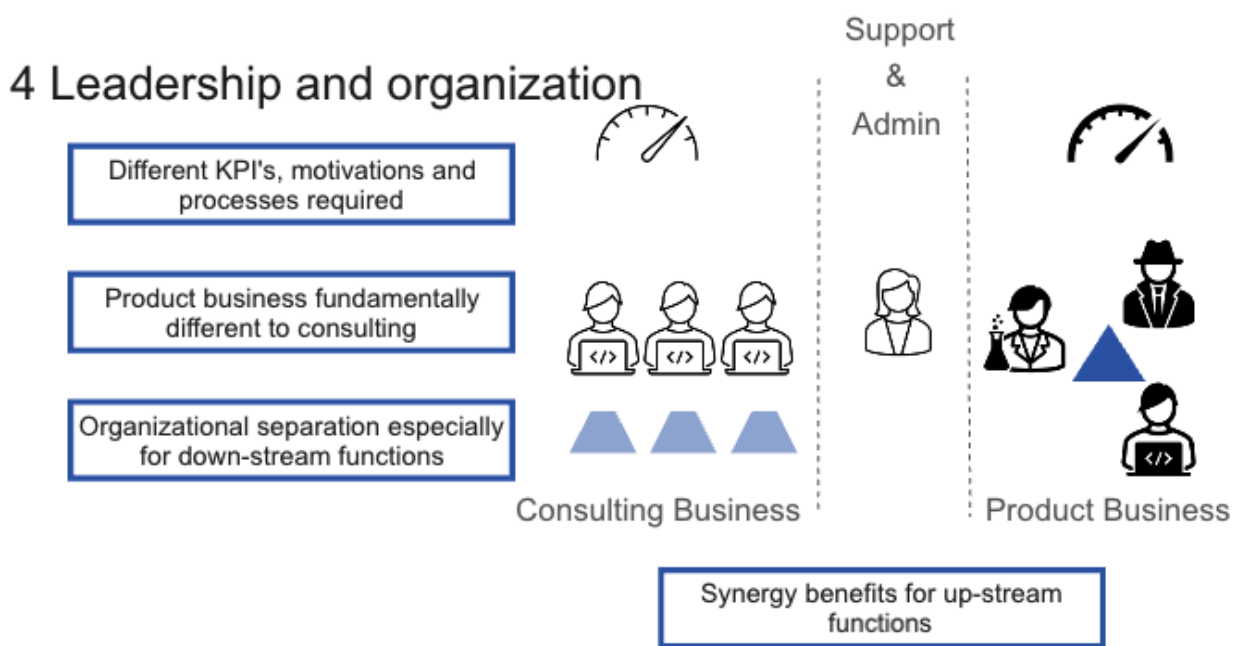 4 Leadership and organization
Support
&
Admin
Different KPI's, motivations and
processes required
Product business fundamentally
different to consulting
Organizational separation especially
for down-stream functions
</>
</>
</>
</>
Consulting Business
Product Business
Synergy benefits for up-stream
functions